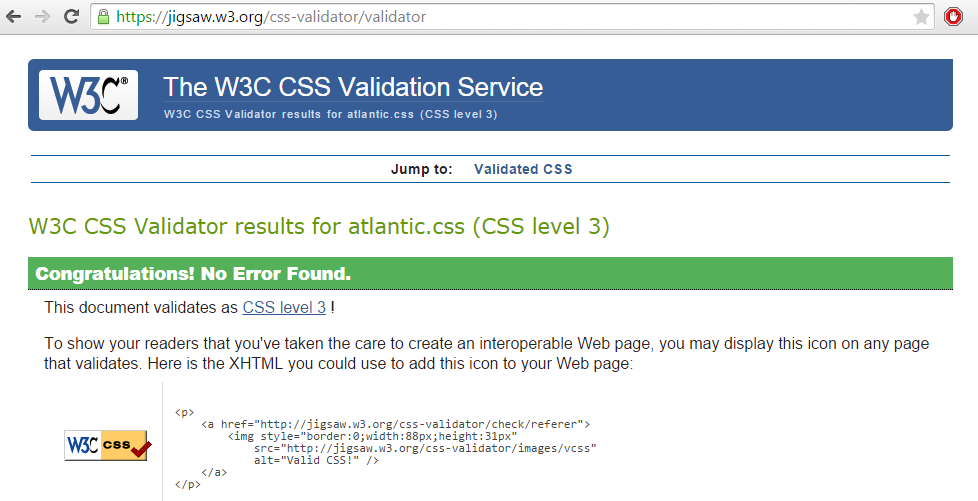 https://jigsaw.w3.org/css-validator/validator
W3C® The W3C CSS Validation Service
W3C CSS Validator results for atlantic.css (CSS level 3)
Jump to: Validated CSS
W3C CSS Validator results for atlantic.css (CSS level 3)
Congratulations! No Error Found.
This document validates as CSS level 3 !
To show your readers that you've taken the care to create an interoperable Web page, you may display this icon on any page
that validates. Here is the XHTML you could use to add this icon to your Web page:
W3C css
<p>
    <a href="http://jigsaw.w3.org/css-validator/check/referer">
        <img style="border:0;width:88px;height:31px"
            src="http://jigsaw.w3.org/css-validator/images/vcss"
            alt="Valid CSS!" />
    </a>
</p>